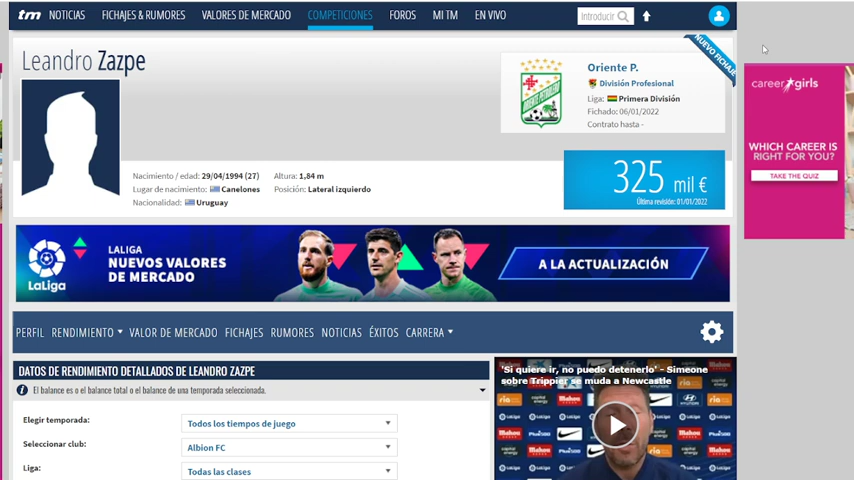 tm NOTICIAS FICHAJES & RUMORES VALORES DE MERCADO COMPETICIONES FOROS MI TM EN VIVO Introducir
Leandro Zazpe
NUEVO FICHAJE
Oriente P.
División Profesional
Liga: Primera División
Fichado: 06/01/2022
Contrato hasta -
Nacimiento / edad: 29/04/1994 (27) Altura: 1,84 m
Lugar de nacimiento: Canelones Posición: Lateral izquierdo
Nacionalidad: Uruguay
325 mil €
Última revisión: 01/01/2022
career girls
WHICH CAREER IS
RIGHT FOR YOU?
TAKE THE QUIZ
LaLiga
LALIGA
NUEVOS VALORES
DE MERCADO
A LA ACTUALIZACIÓN
PERFIL RENDIMIENTO VALOR DE MERCADO FICHAJES RUMORES NOTICIAS ÉXITOS CARRERA
DATOS DE RENDIMIENTO DETALLADOS DE LEANDRO ZAZPE
El balance es o el balance total o el balance de una temporada seleccionada.
Elegir temporada: Todos los tiempos de juego
Seleccionar club: Albion FC
Liga: Todas las clases
'Si quiere ir, no puedo detenerlo' - Simeone
sobre Trippier se muda a Newcastle